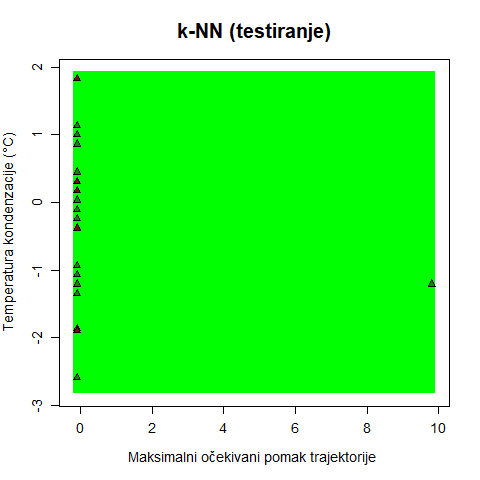 k-NN (testiranje)
Temperatura kondenzacije (°C)
2
1
0
-1
-2
-3
0 2 4 6 8 10
Maksimalni očekivani pomak trajektorije